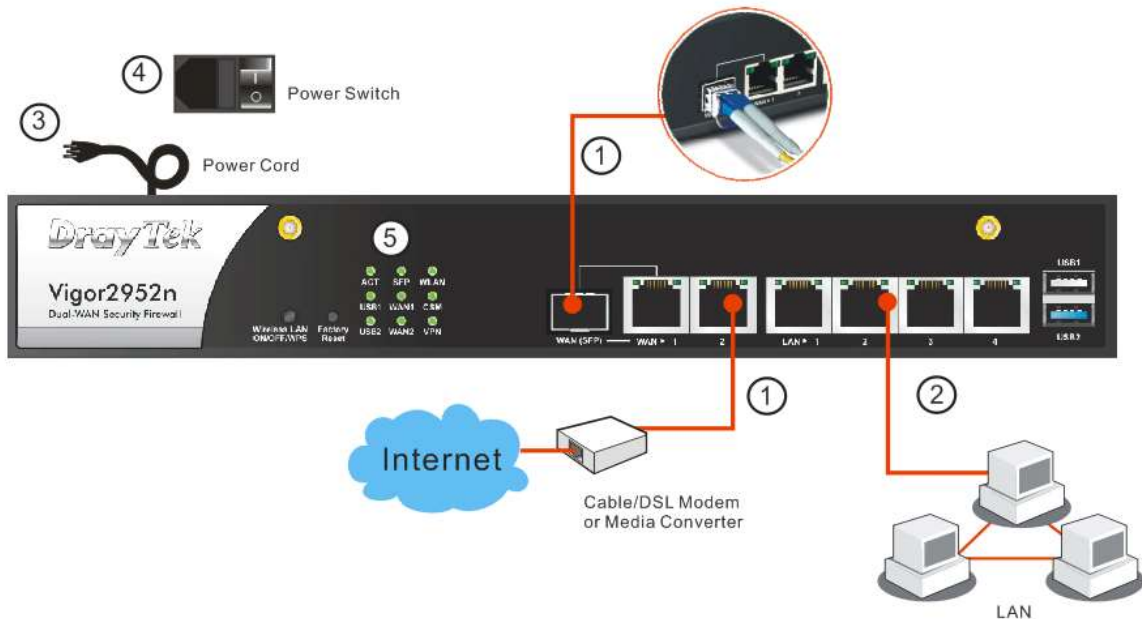 4
Power Switch
3
Power Cord
1
DrayTek
Vigor2952n
Dual-WAN Security Firewall
5
ACT SFP WLAN
USB1 WAN1 CSM
USB2 WAN2 VPN
Wireless LAN
ON/OFF/WPS
Factory
Reset
WAN (SFP)
WAN 1 2
LAN 1 2 3 4
USB1
USB2
1
2
Internet
Cable/DSL Modem
or Media Converter
LAN